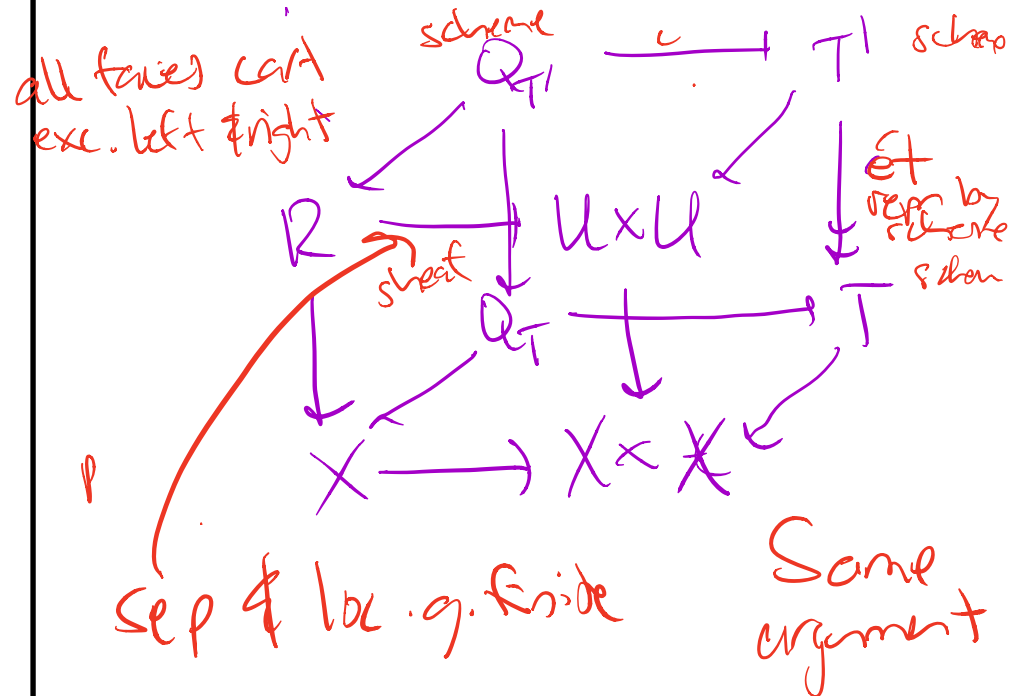 scheme
Q_T' → T' scheme
all faces cart
exc. left & right
ét
repr by
scheme
R → U × U
sheaf
schem
Q_T → T
X → X × X
P
sep & loc. q. finite
Same
argument